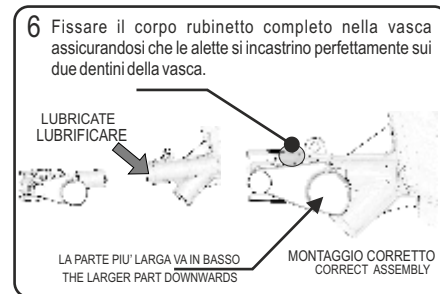 6 Fissare il corpo rubinetto completo nella vasca
assicurandosi che le alette si incastrino perfettamente sui
due dentini della vasca.
LUBRICATE
LUBRIFICARE
LA PARTE PIU' LARGA VA IN BASSO
THE LARGER PART DOWNWARDS
MONTAGGIO CORRETTO
CORRECT ASSEMBLY